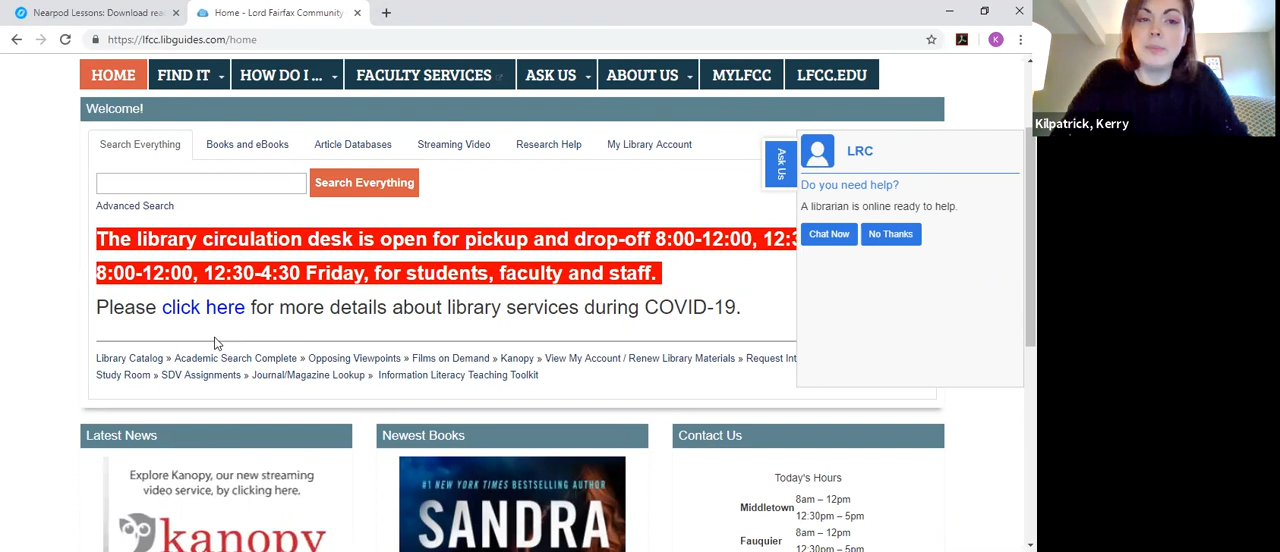 Nearpod Lessons: Download rea
Home - Lord Fairfax Community
https://lfcc.libguides.com/home
K
Kilpatrick, Kerry
HOME FIND IT HOW DO I ... FACULTY SERVICES ASK US ABOUT US MYLFCC LFCC.EDU
Welcome!
Search Everything Books and eBooks Article Databases Streaming Video Research Help My Library Account
Search Everything
Advanced Search
Ask Us
LRC
Do you need help?
A librarian is online ready to help.
Chat Now No Thanks
The library circulation desk is open for pickup and drop-off 8:00-12:00, 12:3
8:00-12:00, 12:30-4:30 Friday, for students, faculty and staff.
Please click here for more details about library services during COVID-19.
Library Catalog » Academic Search Complete » Opposing Viewpoints » Films on Demand » Kanopy » View My Account / Renew Library Materials » Request Int
Study Room » SDV Assignments » Journal/Magazine Lookup » Information Literacy Teaching Toolkit
Latest News
Explore Kanopy, our new streaming
video service, by clicking here.
kanopy
Newest Books
#1 NEW YORK TIMES BESTSELLING AUTHOR
SANDRA
Contact Us
Today's Hours
Middletown 8am – 12pm
12:30pm – 5pm
Fauquier 8am – 12pm
12:30pm – 5pm